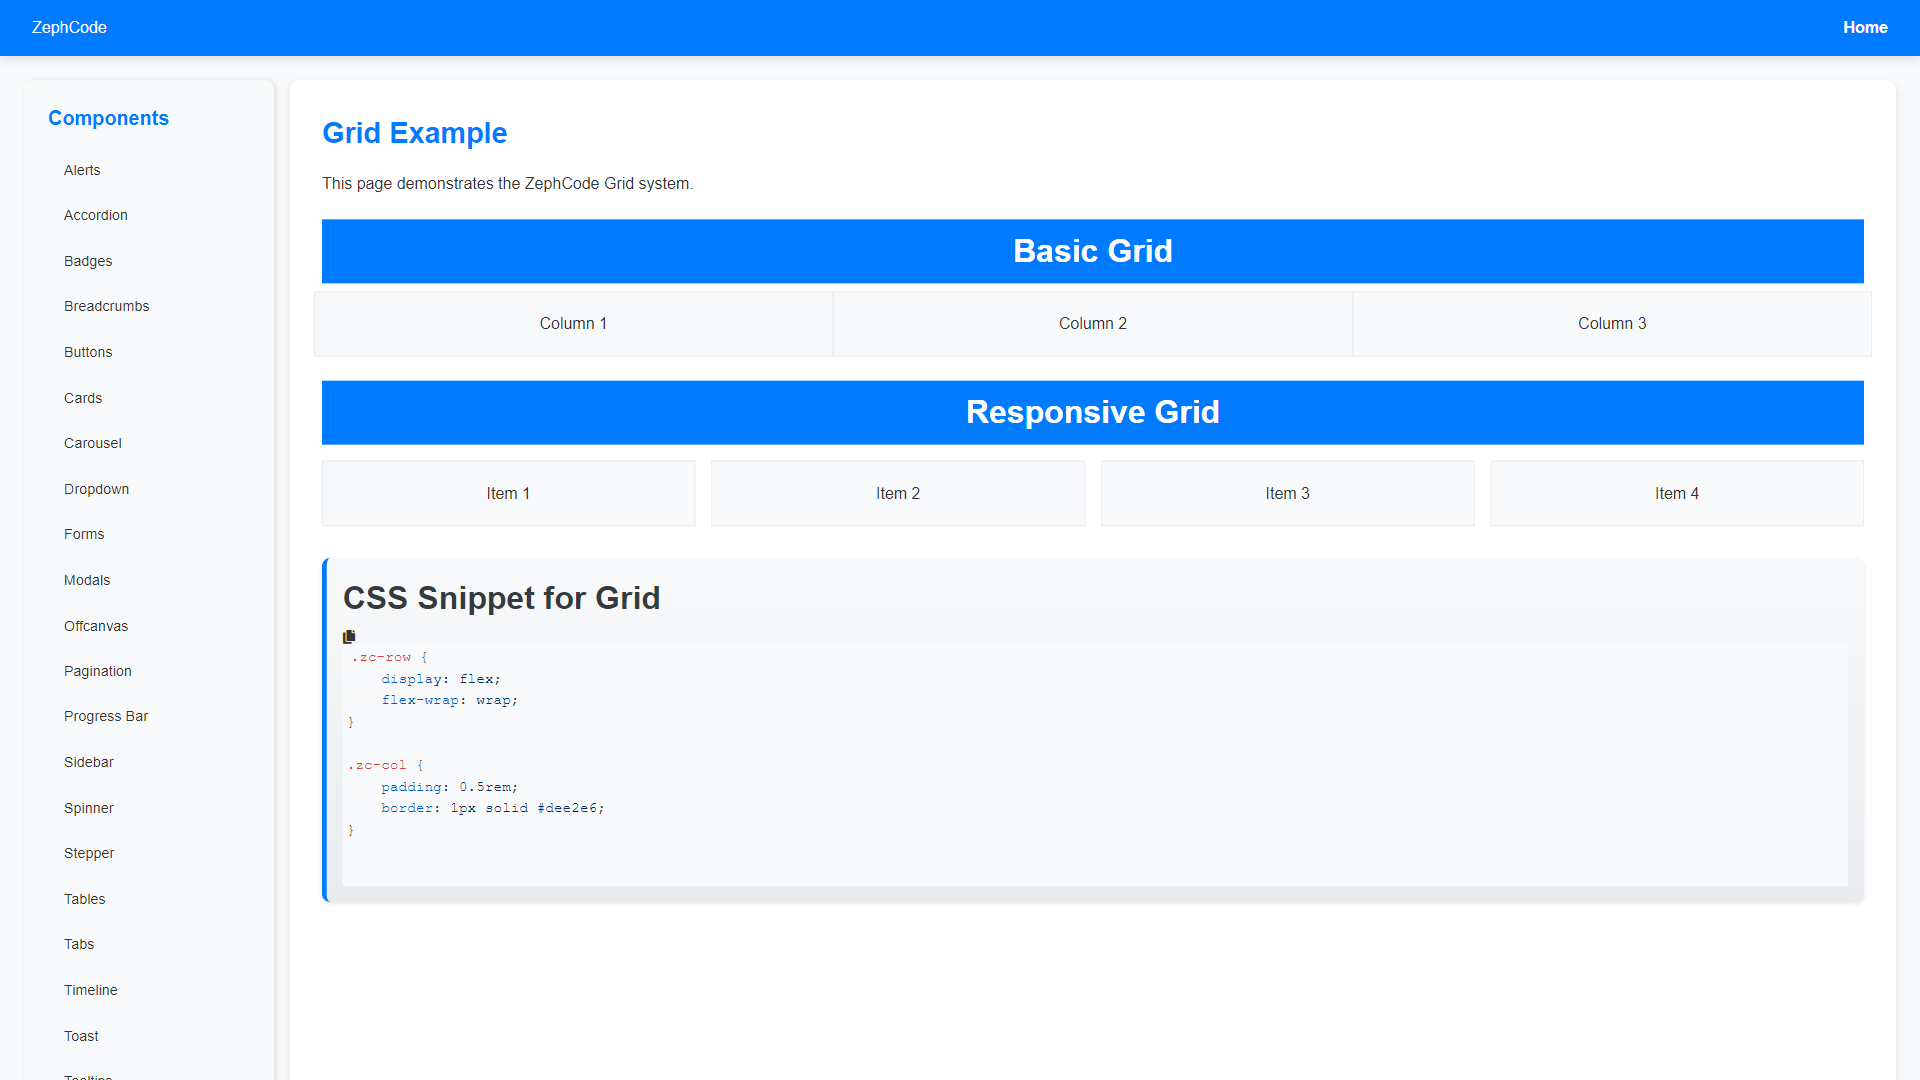 ZephCode
Home
Components
Alerts
Accordion
Badges
Breadcrumbs
Buttons
Cards
Carousel
Dropdown
Forms
Modals
Offcanvas
Pagination
Progress Bar
Sidebar
Spinner
Stepper
Tables
Tabs
Timeline
Toast
Grid Example
This page demonstrates the ZephCode Grid system.
Basic Grid
Column 1
Column 2
Column 3
Responsive Grid
Item 1
Item 2
Item 3
Item 4
CSS Snippet for Grid
.zc-row {
    display: flex;
    flex-wrap: wrap;
}
.zc-col {
    padding: 0.5rem;
    border: 1px solid #dee2e6;
}